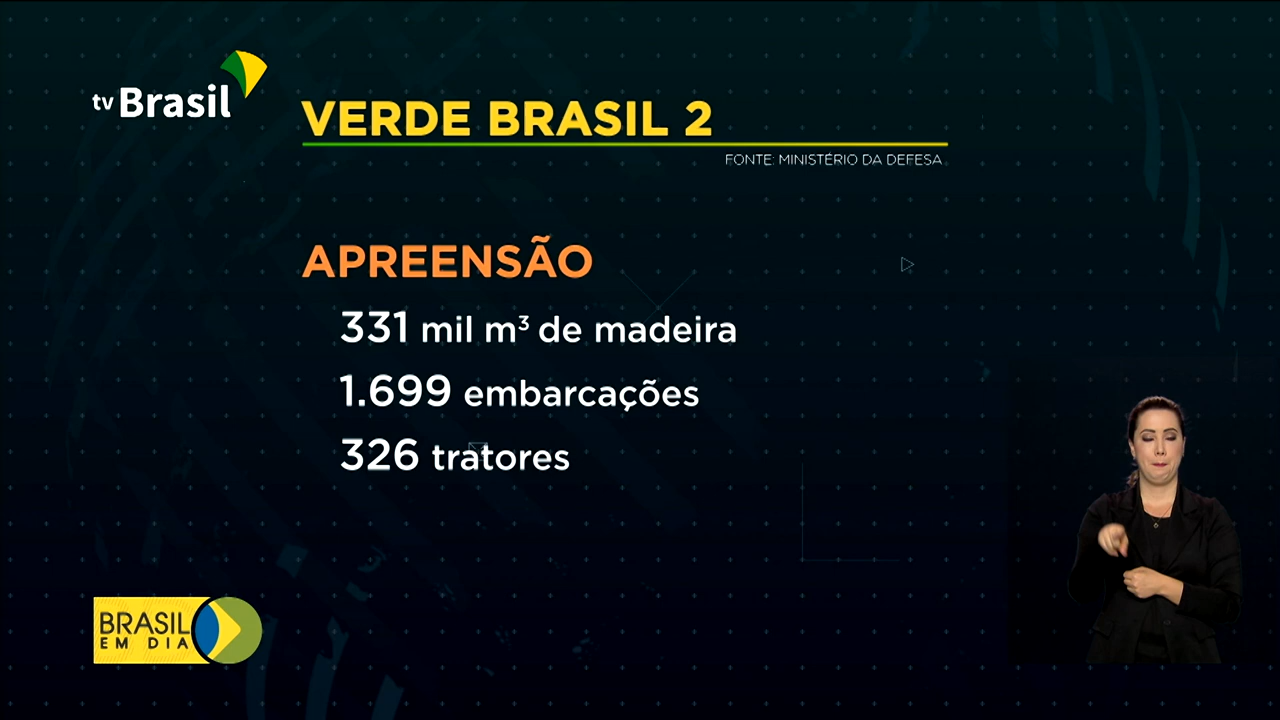 tv Brasil
VERDE BRASIL 2
FONTE: MINISTÉRIO DA DEFESA
APREENSÃO
331 mil m³ de madeira
1.699 embarcações
326 tratores
BRASIL
EM DIA